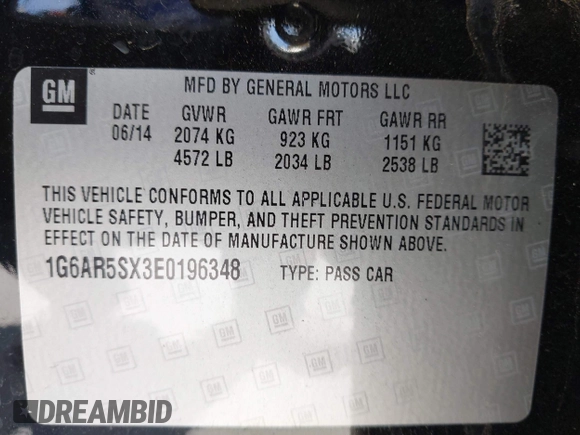 GM ® MFD BY GENERAL MOTORS LLC
DATE GVWR GAWR FRT GAWR RR
06/14 2074 KG 923 KG 1151 KG
4572 LB 2034 LB 2538 LB
THIS VEHICLE CONFORMS TO ALL APPLICABLE U.S. FEDERAL MOTOR
VEHICLE SAFETY, BUMPER, AND THEFT PREVENTION STANDARDS IN
EFFECT ON THE DATE OF MANUFACTURE SHOWN ABOVE.
1G6AR5SX3E0196348 TYPE: PASS CAR
DREAMBID